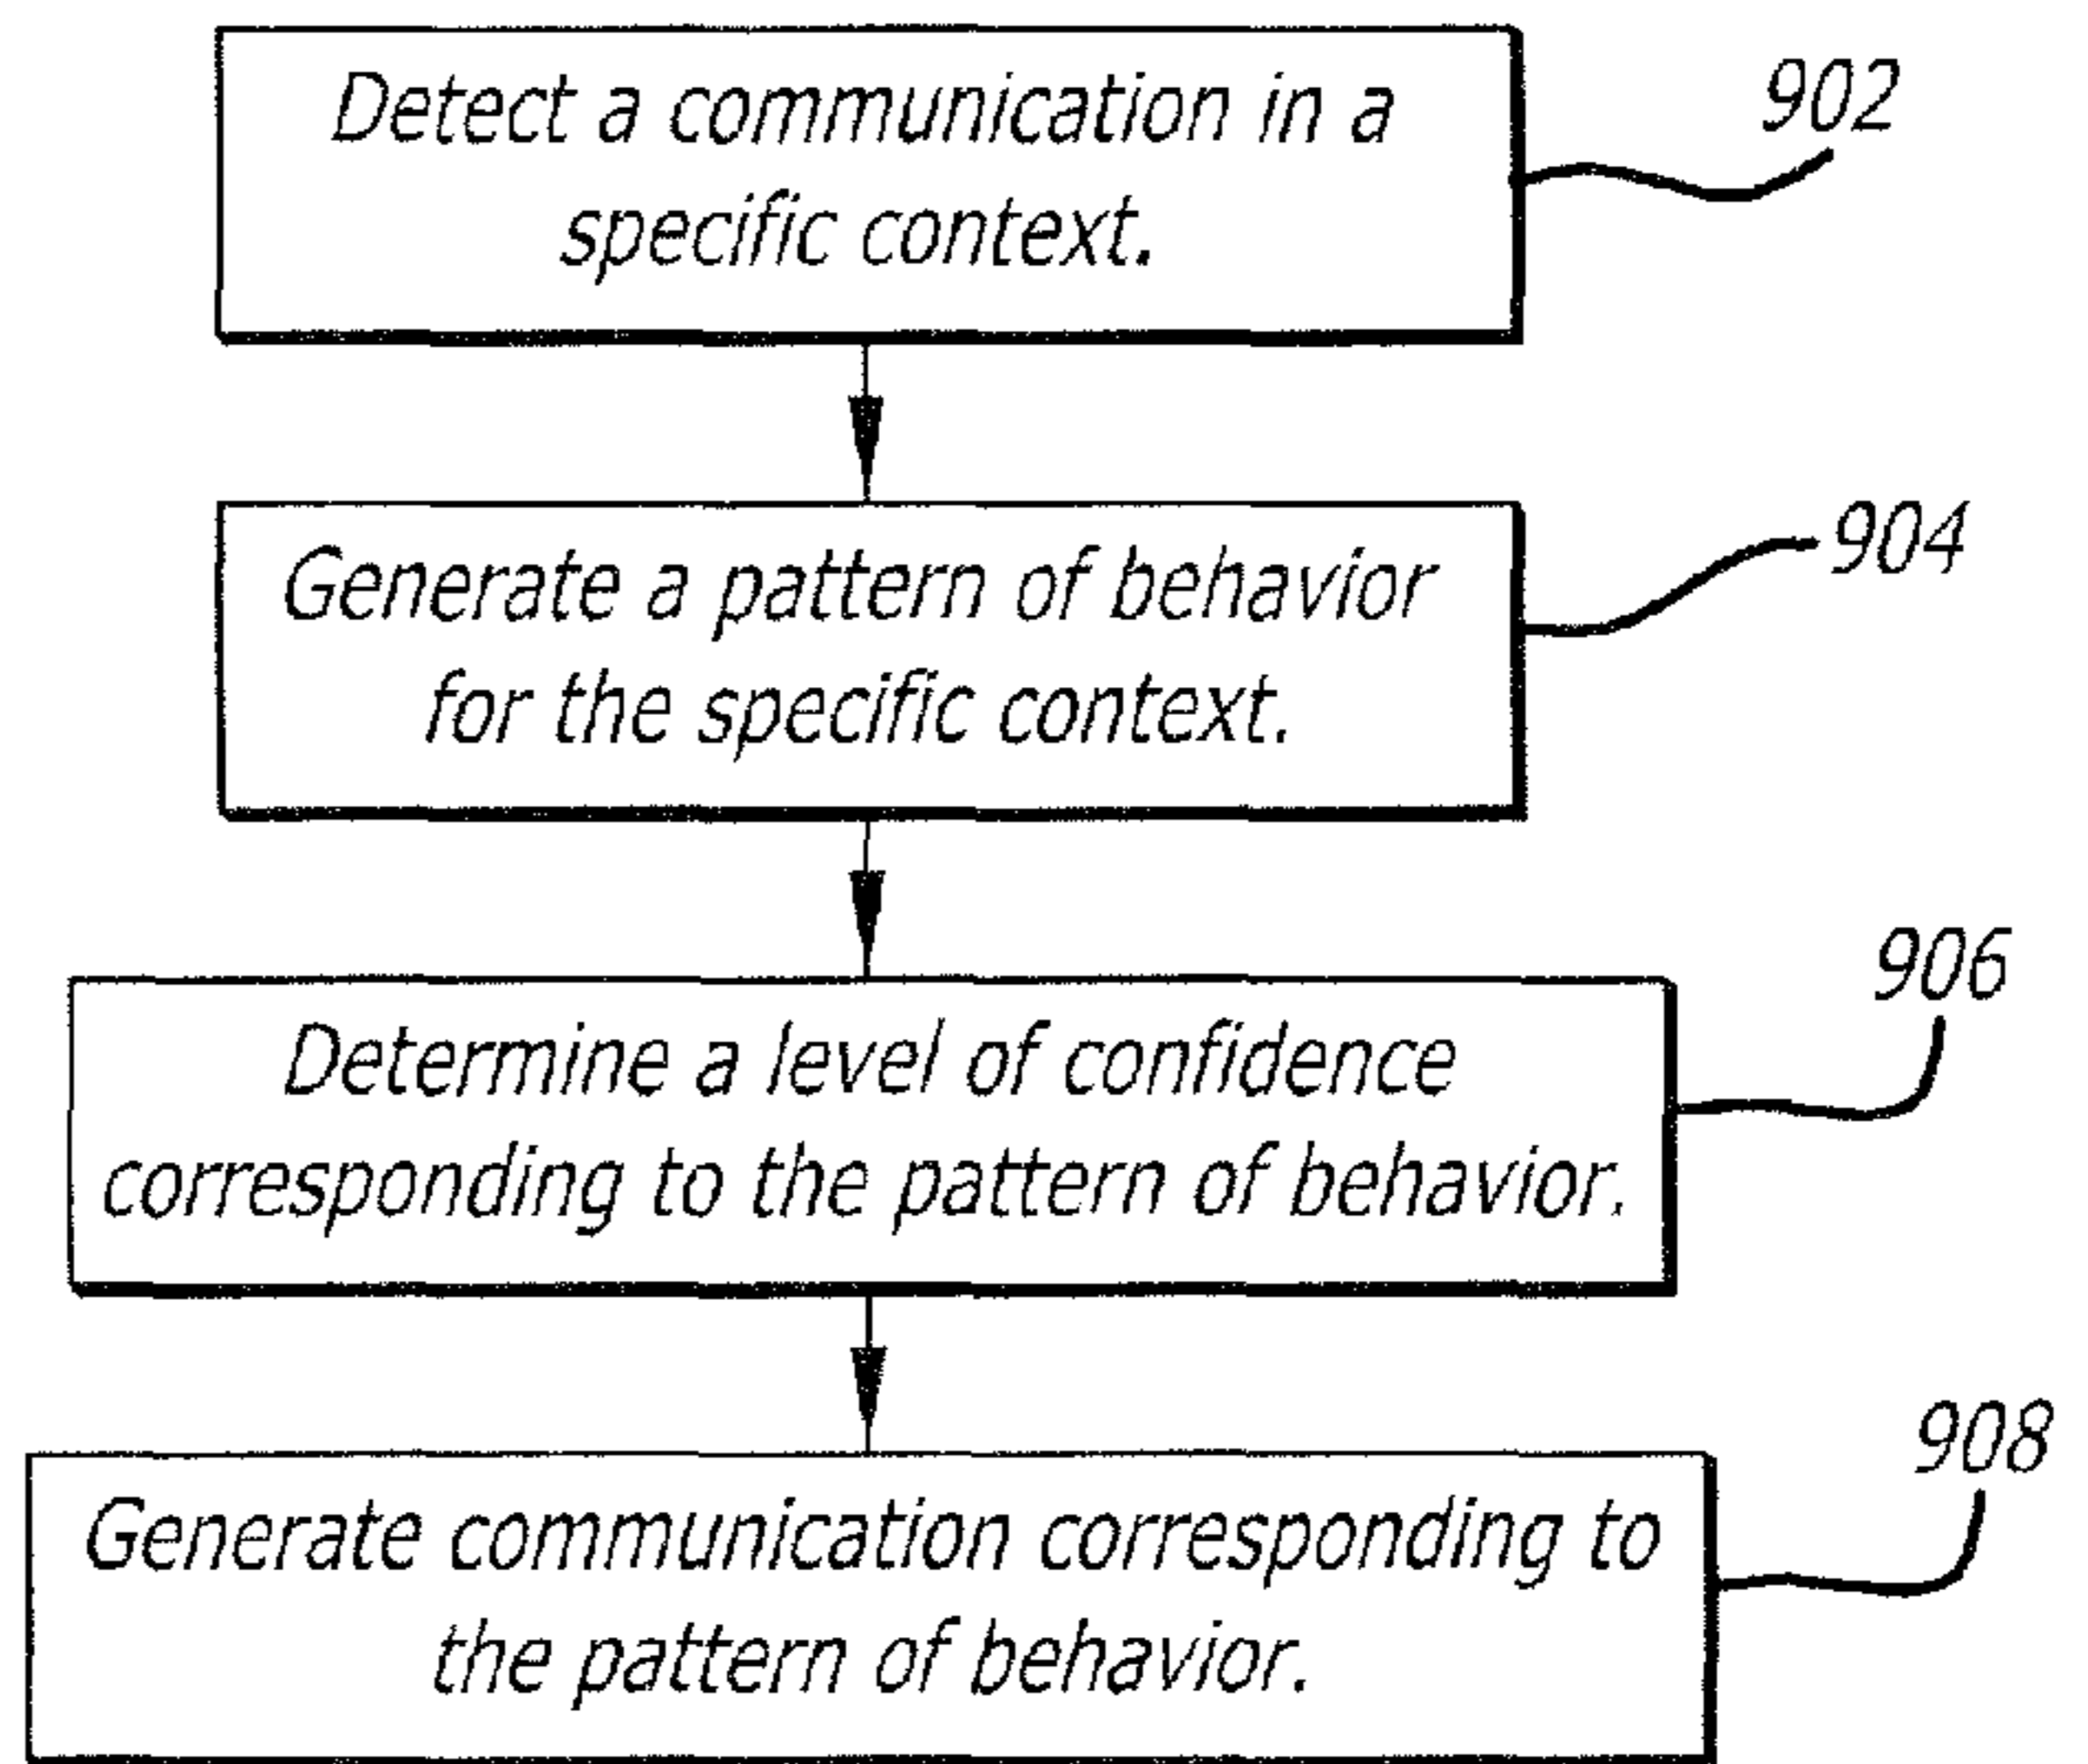 Detect a communication in a
specific context.
902
Generate a pattern of behavior
for the specific context.
904
Determine a level of confidence
corresponding to the pattern of behavior.
906
Generate communication corresponding to
the pattern of behavior.
908